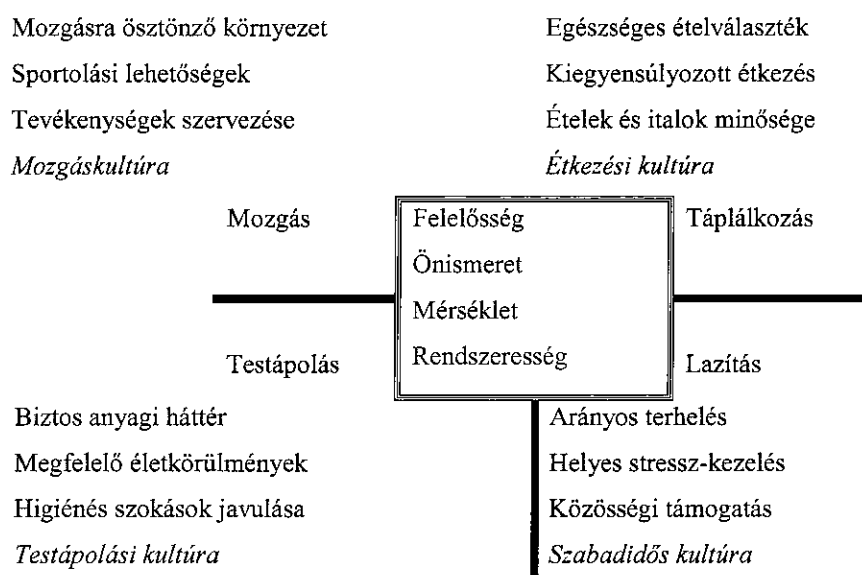 Mozgásra ösztönző környezet
Sportolási lehetőségek
Tevékenységek szervezése
Mozgáskultúra
Egészséges ételválaszték
Kiegyensúlyozott étkezés
Ételek és italok minősége
Étkezési kultúra
Mozgás
Felelősség
Önismeret
Mérséklet
Rendszeresség
Táplálkozás
Testápolás
Lazítás
Biztos anyagi háttér
Megfelelő életkörülmények
Higiénés szokások javulása
Testápolási kultúra
Arányos terhelés
Helyes stressz-kezelés
Közösségi támogatás
Szabadidős kultúra